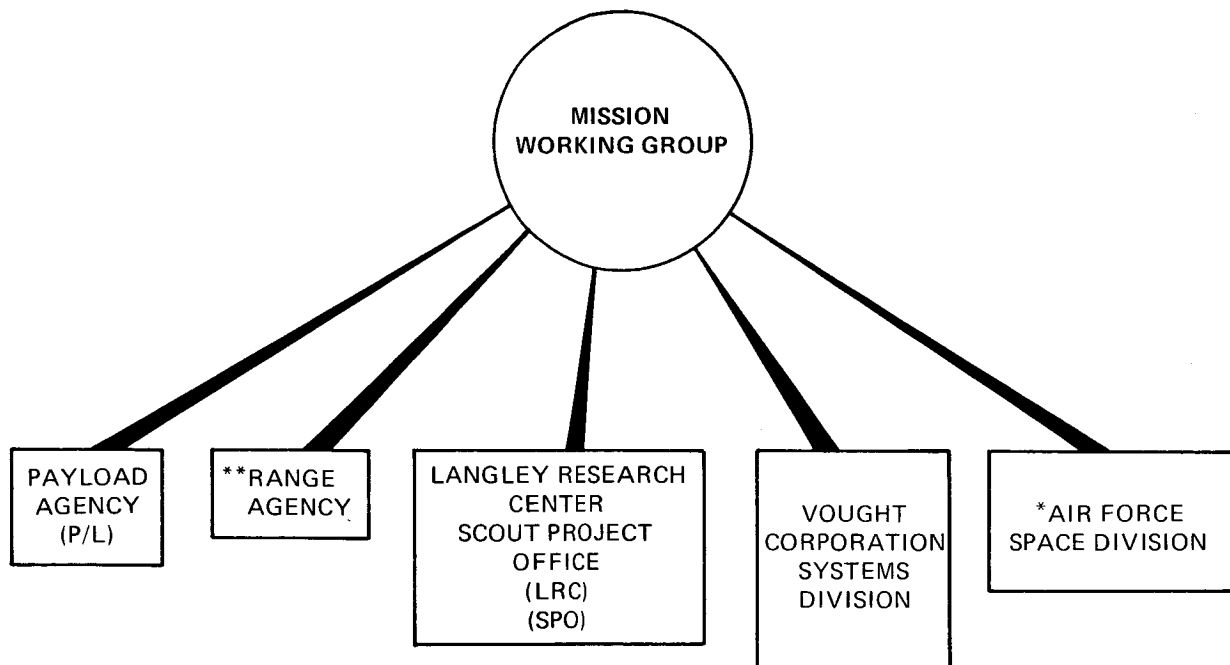 MISSION
WORKING GROUP
PAYLOAD
AGENCY
(P/L)
**RANGE
AGENCY
LANGLEY RESEARCH
CENTER
SCOUT PROJECT
OFFICE
(LRC)
(SPO)
VOUGHT
CORPORATION
SYSTEMS
DIVISION
*AIR FORCE
SPACE DIVISION